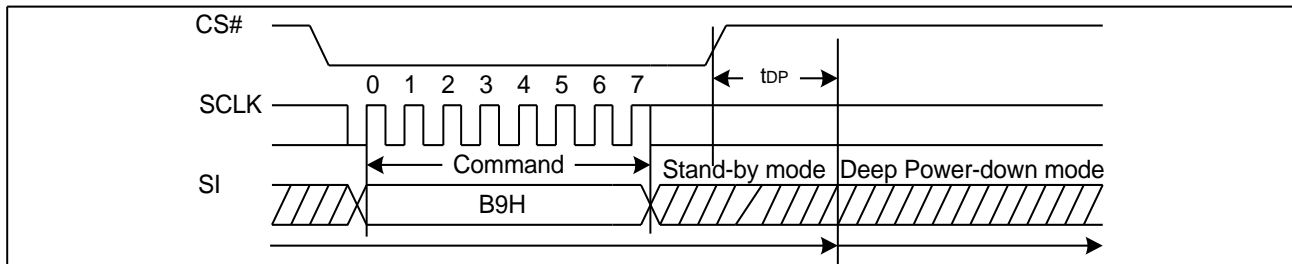 CS#
tDP
0 1 2 3 4 5 6 7
SCLK
Command
Stand-by mode Deep Power-down mode
SI
B9H